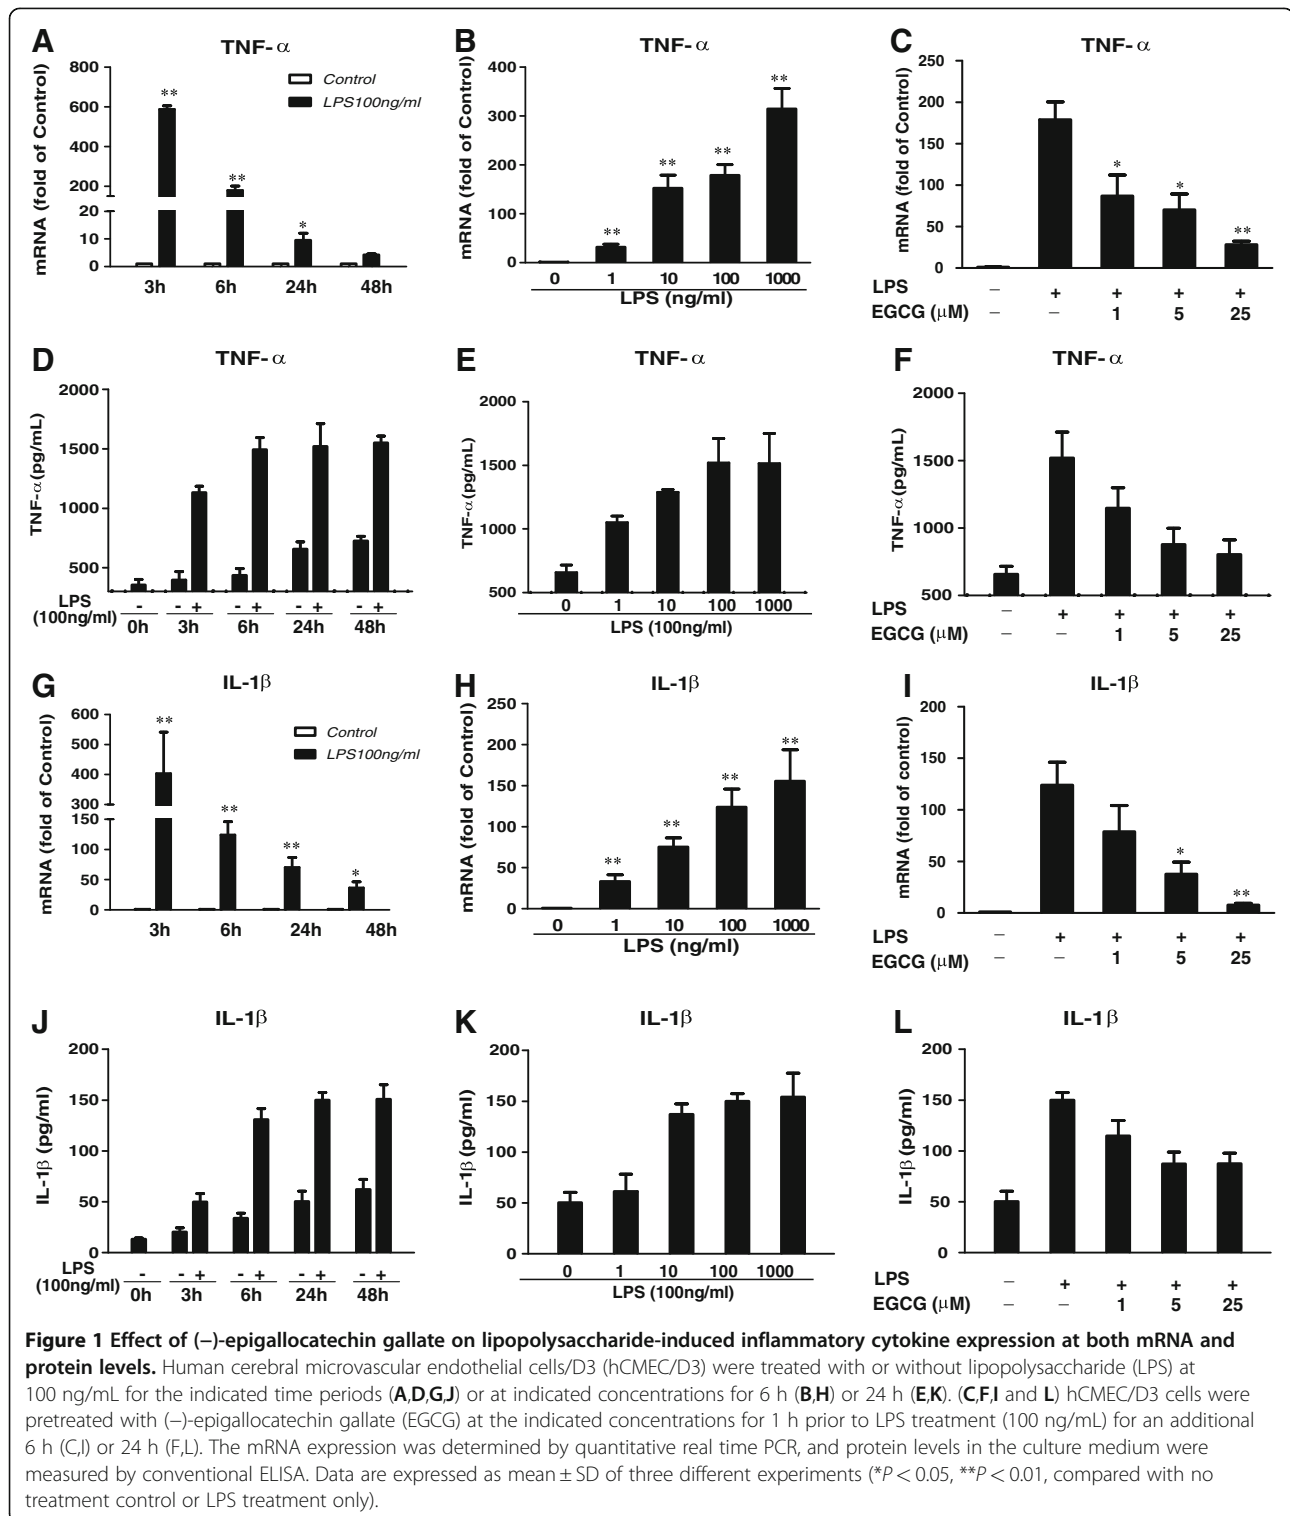 A
TNF- α
mRNA (fold of Control)
800
600
400
200
20
10
0
Control
LPS100ng/ml
**
**
*
3h 6h 24h 48h
B
TNF- α
mRNA (fold of Control)
400
300
200
100
0
**
**
**
**
0 1 10 100 1000
LPS (ng/ml)
C
TNF- α
mRNA (fold of Control)
250
200
150
100
50
0
*
*
**
LPS − + + + +
EGCG (μM) − − 1 5 25
D
TNF- α
TNF-α(pg/mL)
2000
1500
1000
500
LPS - - + - + - + - +
(100ng/ml) 0h 3h 6h 24h 48h
E
TNF- α
TNF-α(pg/mL)
2000
1500
1000
500
0 1 10 100 1000
LPS (100ng/ml)
F
TNF- α
TNF-α(pg/mL)
2000
1500
1000
500
LPS − + + + +
EGCG (μM) − − 1 5 25
G
IL-1β
mRNA (fold of Control)
600
500
400
300
150
100
50
0
Control
LPS100ng/ml
**
**
**
*
3h 6h 24h 48h
H
IL-1β
mRNA (fold of Control)
250
200
150
100
50
0
**
**
**
**
0 1 10 100 1000
LPS (ng/ml)
I
IL-1β
mRNA (fold of control)
200
150
100
50
0
*
**
LPS − + + + +
EGCG (μM) − − 1 5 25
J
IL-1β
IL-1β (pg/ml)
200
150
100
50
0
LPS - - + - + - + - +
(100ng/ml) 0h 3h 6h 24h 48h
K
IL-1β
IL-1β (pg/ml)
200
150
100
50
0
0 1 10 100 1000
LPS (100ng/ml)
L
IL-1β
IL-1β (pg/ml)
200
150
100
50
0
LPS − + + + +
EGCG (μM) − − 1 5 25
Figure 1 Effect of (−)-epigallocatechin gallate on lipopolysaccharide-induced inflammatory cytokine expression at both mRNA and
protein levels. Human cerebral microvascular endothelial cells/D3 (hCMEC/D3) were treated with or without lipopolysaccharide (LPS) at
100 ng/mL for the indicated time periods (A,D,G,J) or at indicated concentrations for 6 h (B,H) or 24 h (E,K). (C,F,I and L) hCMEC/D3 cells were
pretreated with (−)-epigallocatechin gallate (EGCG) at the indicated concentrations for 1 h prior to LPS treatment (100 ng/mL) for an additional
6 h (C,I) or 24 h (F,L). The mRNA expression was determined by quantitative real time PCR, and protein levels in the culture medium were
measured by conventional ELISA. Data are expressed as mean ± SD of three different experiments (*P < 0.05, **P < 0.01, compared with no
treatment control or LPS treatment only).